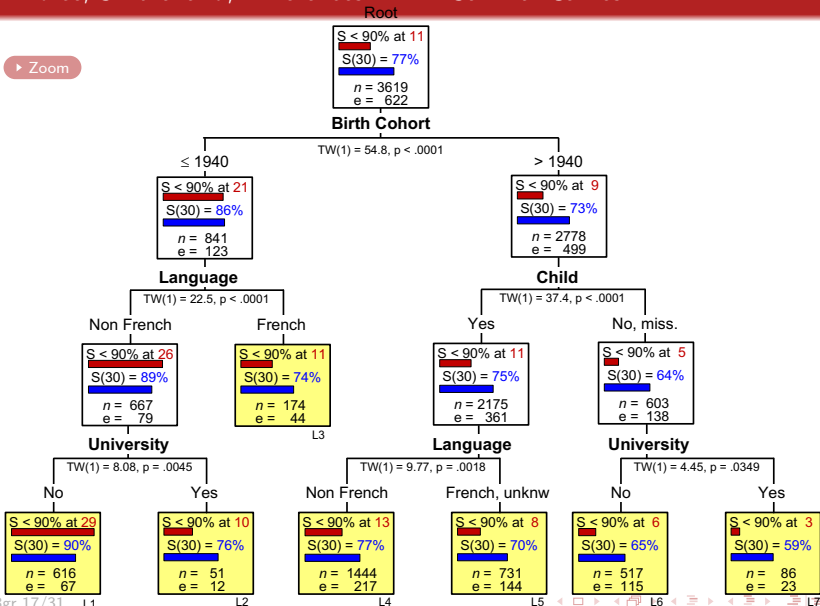 Root
S < 90% at 11
S(30) = 77%
n = 3619
e = 622
Zoom
Birth Cohort
TW(1) = 54.8, p < .0001
≤ 1940
> 1940
S < 90% at 21
S(30) = 86%
n = 841
e = 123
S < 90% at 9
S(30) = 73%
n = 2778
e = 499
Language
TW(1) = 22.5, p < .0001
Child
TW(1) = 37.4, p < .0001
Non French
French
Yes
No, miss.
S < 90% at 26
S(30) = 89%
n = 667
e = 79
S < 90% at 11
S(30) = 74%
n = 174
e = 44
L3
S < 90% at 11
S(30) = 75%
n = 2175
e = 361
S < 90% at 5
S(30) = 64%
n = 603
e = 138
University
TW(1) = 8.08, p = .0045
Language
TW(1) = 9.77, p = .0018
University
TW(1) = 4.45, p = .0349
No
Yes
Non French
French, unknw
No
Yes
S < 90% at 29
S(30) = 90%
n = 616
e = 67
L1
S < 90% at 10
S(30) = 76%
n = 51
e = 12
L2
S < 90% at 13
S(30) = 77%
n = 1444
e = 217
L4
S < 90% at 8
S(30) = 70%
n = 731
e = 144
L5
S < 90% at 6
S(30) = 65%
n = 517
e = 115
L6
S < 90% at 3
S(30) = 59%
n = 86
e = 23
L7
17/31